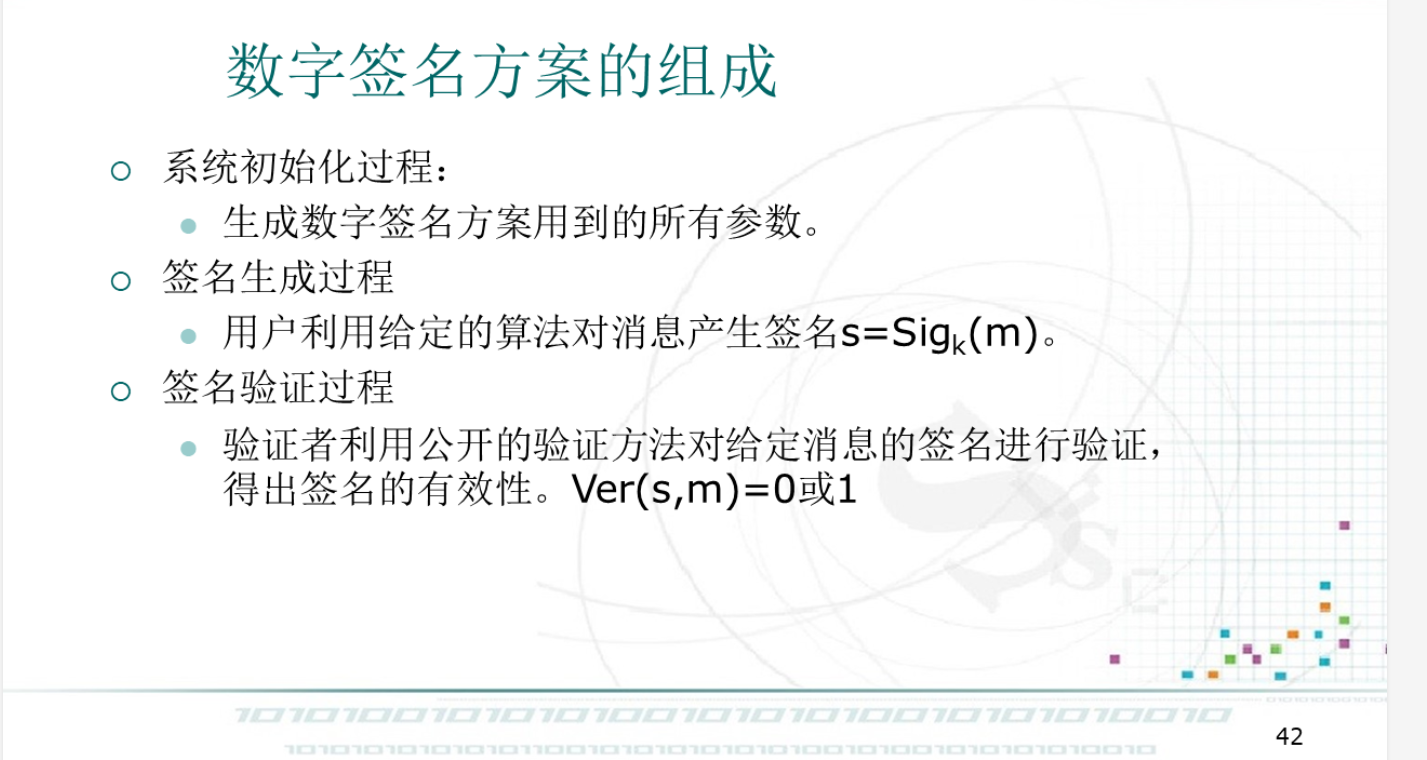 数字签名方案的组成
系统初始化过程：
生成数字签名方案用到的所有参数。
签名生成过程
用户利用给定的算法对消息产生签名s=Sigk(m)。
签名验证过程
验证者利用公开的验证方法对给定消息的签名进行验证，
得出签名的有效性。Ver(s,m)=0或1
42